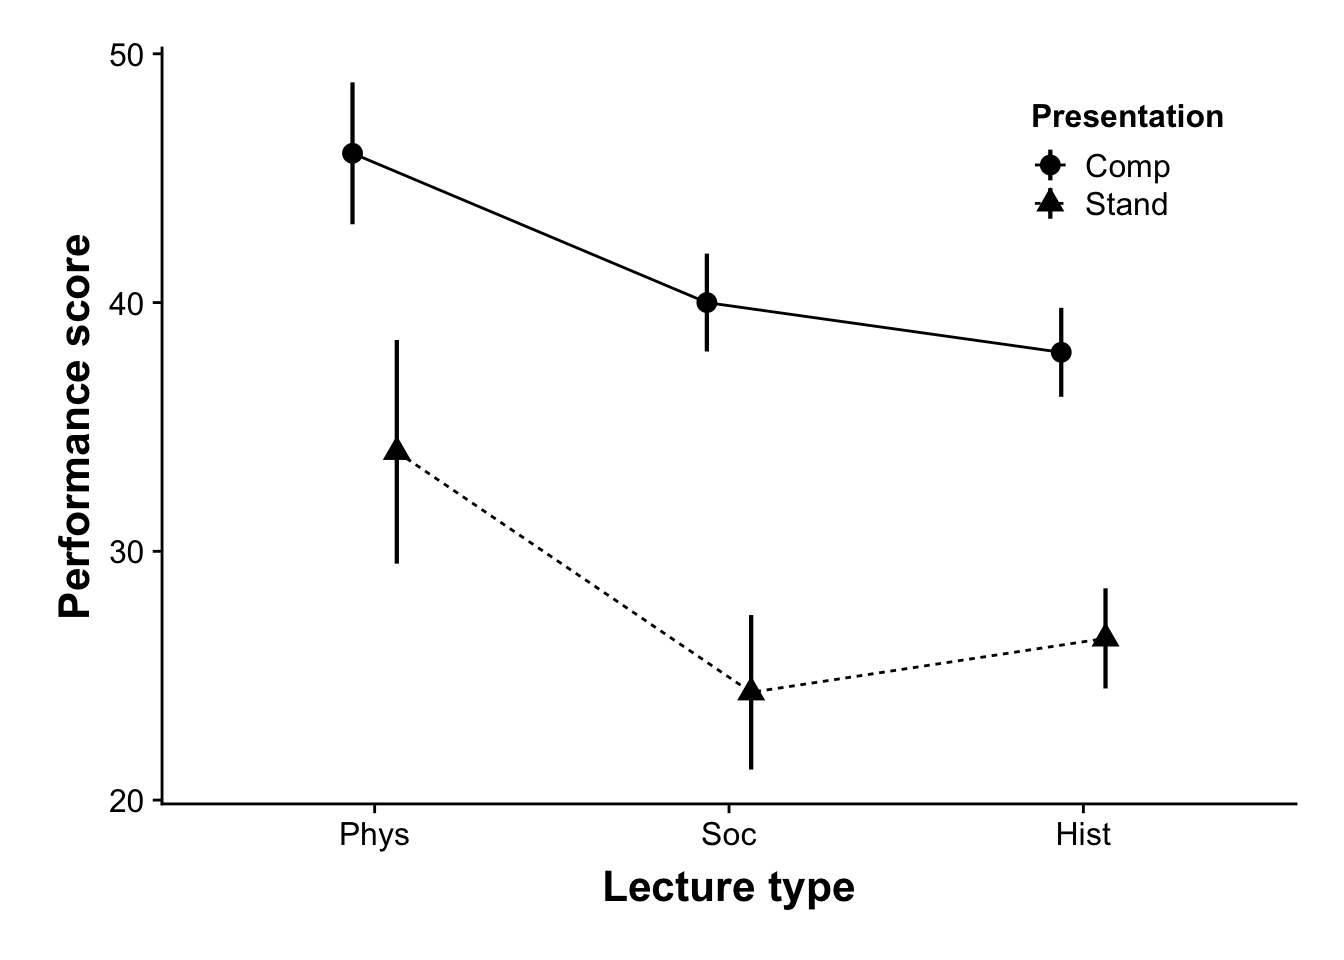 50
40
30
20
Performance score
Presentation
Comp
Stand
Phys Soc Hist
Lecture type